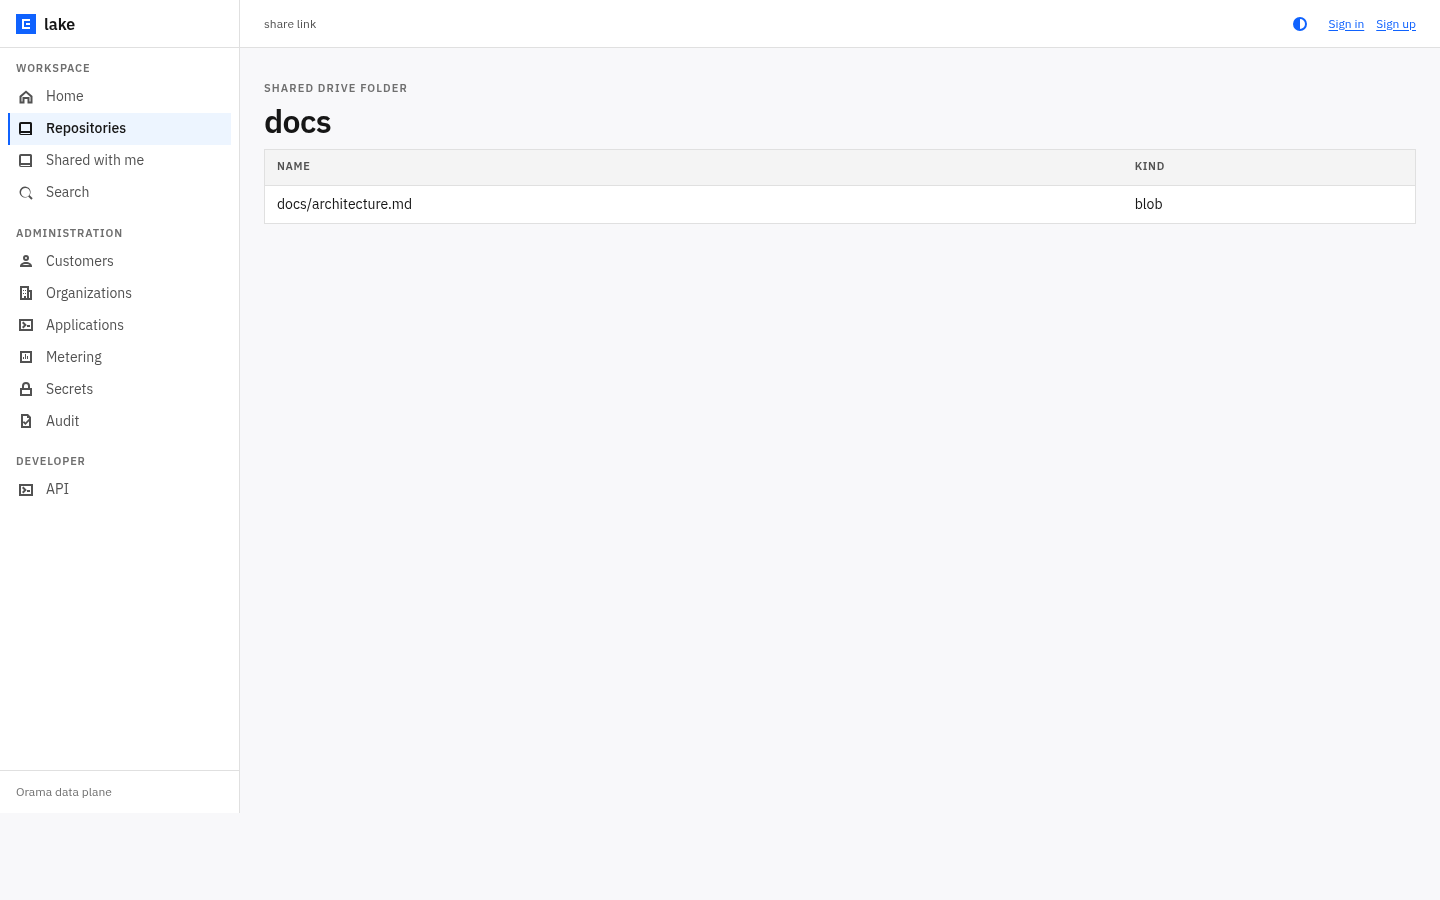 lake
share link
Sign in
Sign up
WORKSPACE
Home
Repositories
Shared with me
Search
ADMINISTRATION
Customers
Organizations
Applications
Metering
Secrets
Audit
DEVELOPER
API
Orama data plane
SHARED DRIVE FOLDER
docs
NAME KIND
docs/architecture.md blob